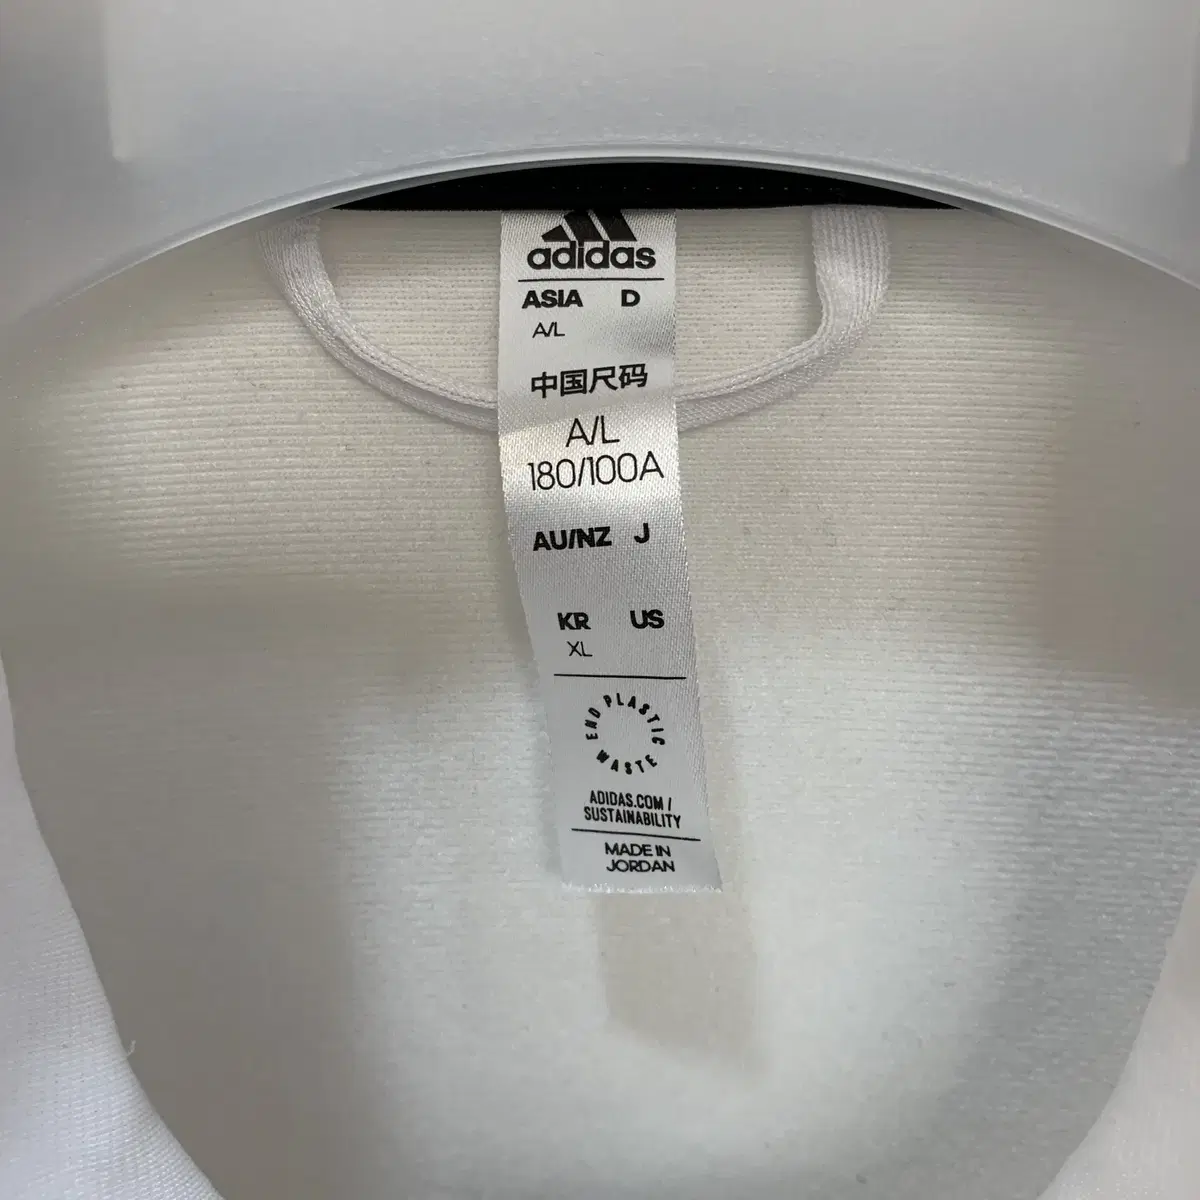 adidas
ASIA D
A/L
中国尺码
A/L
180/100A
AU/NZ J
KR US
XL
END PLASTIC WASTE
ADIDAS.COM /
SUSTAINABILITY
MADE IN
JORDAN